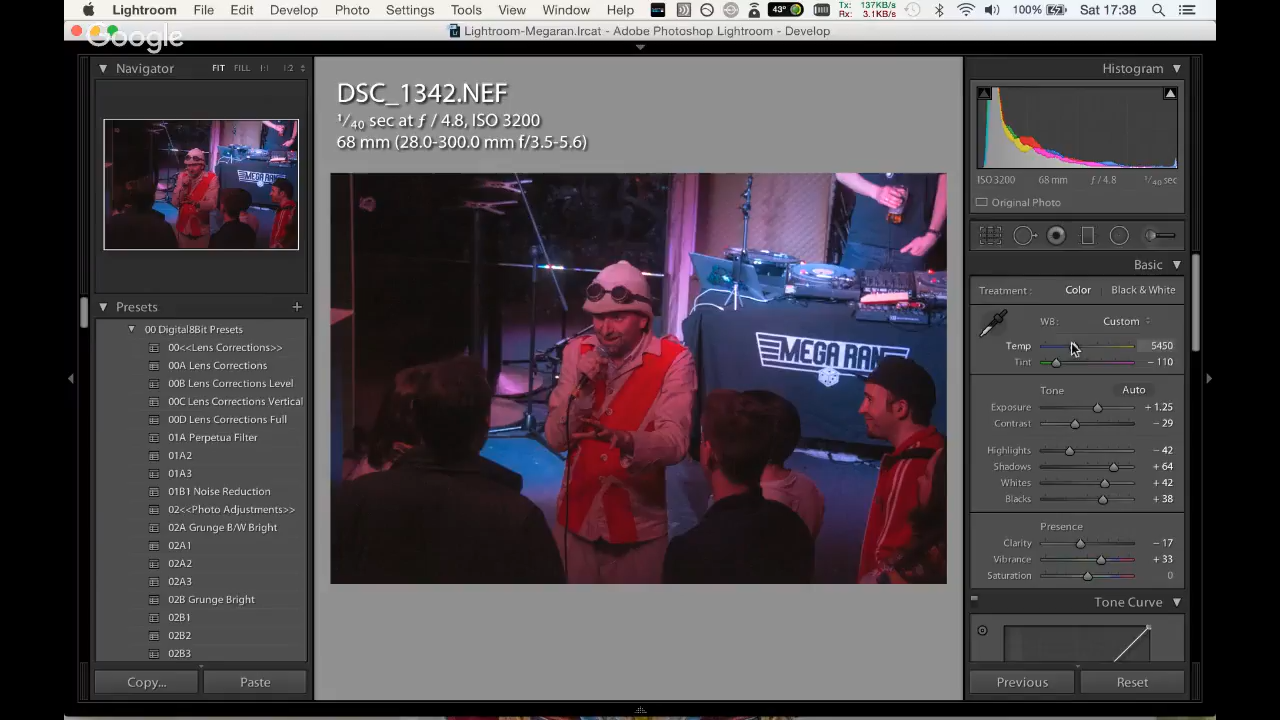 Lightroom File Edit Develop Photo Settings Tools View Window Help Tx: 137KB/s Rx: 3.1KB/s 43° 100% Sat 17:38
Google
Lightroom-Megaran.lrcat - Adobe Photoshop Lightroom - Develop
Navigator FIT FILL 1:1 1:2
Presets +
00 Digital8Bit Presets
00<<Lens Corrections>>
00A Lens Corrections
00B Lens Corrections Level
00C Lens Corrections Vertical
00D Lens Corrections Full
01A Perpetua Filter
01A2
01A3
01B1 Noise Reduction
02<<Photo Adjustments>>
02A Grunge B/W Bright
02A1
02A2
02A3
02B Grunge Bright
02B1
02B2
02B3
Copy... Paste
DSC_1342.NEF
1/40 sec at ƒ / 4.8, ISO 3200
68 mm (28.0-300.0 mm f/3.5-5.6)
MEGA RAN
Histogram
ISO 3200 68 mm ƒ / 4.8 1/40 sec
Original Photo
Basic
Treatment : Color Black & White
WB: Custom
Temp 5450
Tint - 110
Tone Auto
Exposure + 1.25
Contrast - 29
Highlights - 42
Shadows + 64
Whites + 42
Blacks + 38
Presence
Clarity - 17
Vibrance + 33
Saturation 0
Tone Curve
Previous Reset